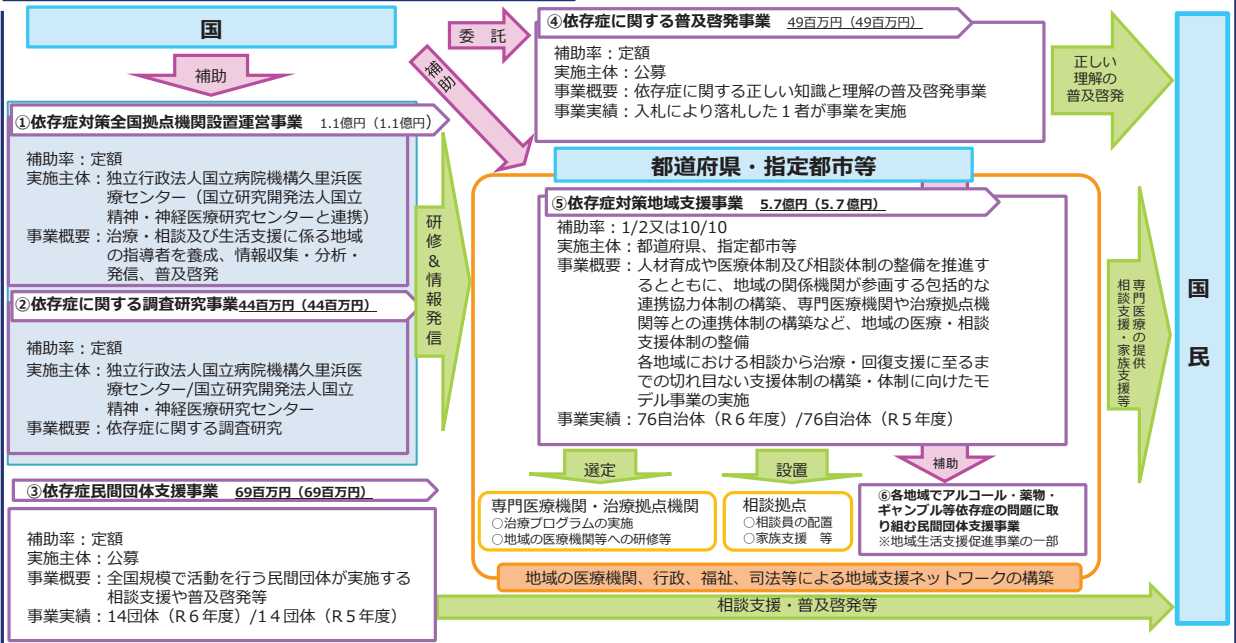 国
補助
委 託
補助
①依存症対策全国拠点機関設置運営事業 1.1億円（1.1億円）
補助率：定額
実施主体：独立行政法人国立病院機構久里浜医
療センター（国立研究開発法人国立
精神・神経医療研究センターと連携）
事業概要：治療・相談及び生活支援に係る地域
の指導者を養成、情報収集・分析・
発信、普及啓発
②依存症に関する調査研究事業44百万円（44百万円）
補助率：定額
実施主体：独立行政法人国立病院機構久里浜医
療センター/国立研究開発法人国立
精神・神経医療研究センター
事業概要：依存症に関する調査研究
③依存症民間団体支援事業 69百万円（69百万円）
補助率：定額
実施主体：公募
事業概要：全国規模で活動を行う民間団体が実施する
相談支援や普及啓発等
事業実績：14団体（R６年度）/1４団体（R５年度）
研修＆情報発信
④依存症に関する普及啓発事業 49百万円（49百万円）
補助率：定額
実施主体：公募
事業概要：依存症に関する正しい知識と理解の普及啓発事業
事業実績：入札により落札した１者が事業を実施
正しい
理解の
普及啓発
都道府県・指定都市等
⑤依存症対策地域支援事業 5.7億円（5.７億円）
補助率：1/2又は10/10
実施主体：都道府県、指定都市等
事業概要：人材育成や医療体制及び相談体制の整備を推進す
るとともに、地域の関係機関が参画する包括的な
連携協力体制の構築、専門医療機関や治療拠点機
関等との連携体制の構築など、地域の医療・相談
支援体制の整備
各地域における相談から治療・回復支援に至るま
での切れ目ない支援体制の構築・体制に向けたモ
デル事業の実施
事業実績：76自治体（R６年度）/76自治体（R５年度）
選定
設置
補助
専門医療機関・治療拠点機関
○治療プログラムの実施
○地域の医療機関等への研修等
相談拠点
○相談員の配置
○家族支援 等
⑥各地域でアルコール・薬物・
ギャンブル等依存症の問題に取
り組む民間団体支援事業
※地域生活支援促進事業の一部
地域の医療機関、行政、福祉、司法等による地域支援ネットワークの構築
相談支援・普及啓発等
専門医療の提供
相談支援・家族支援等
国民